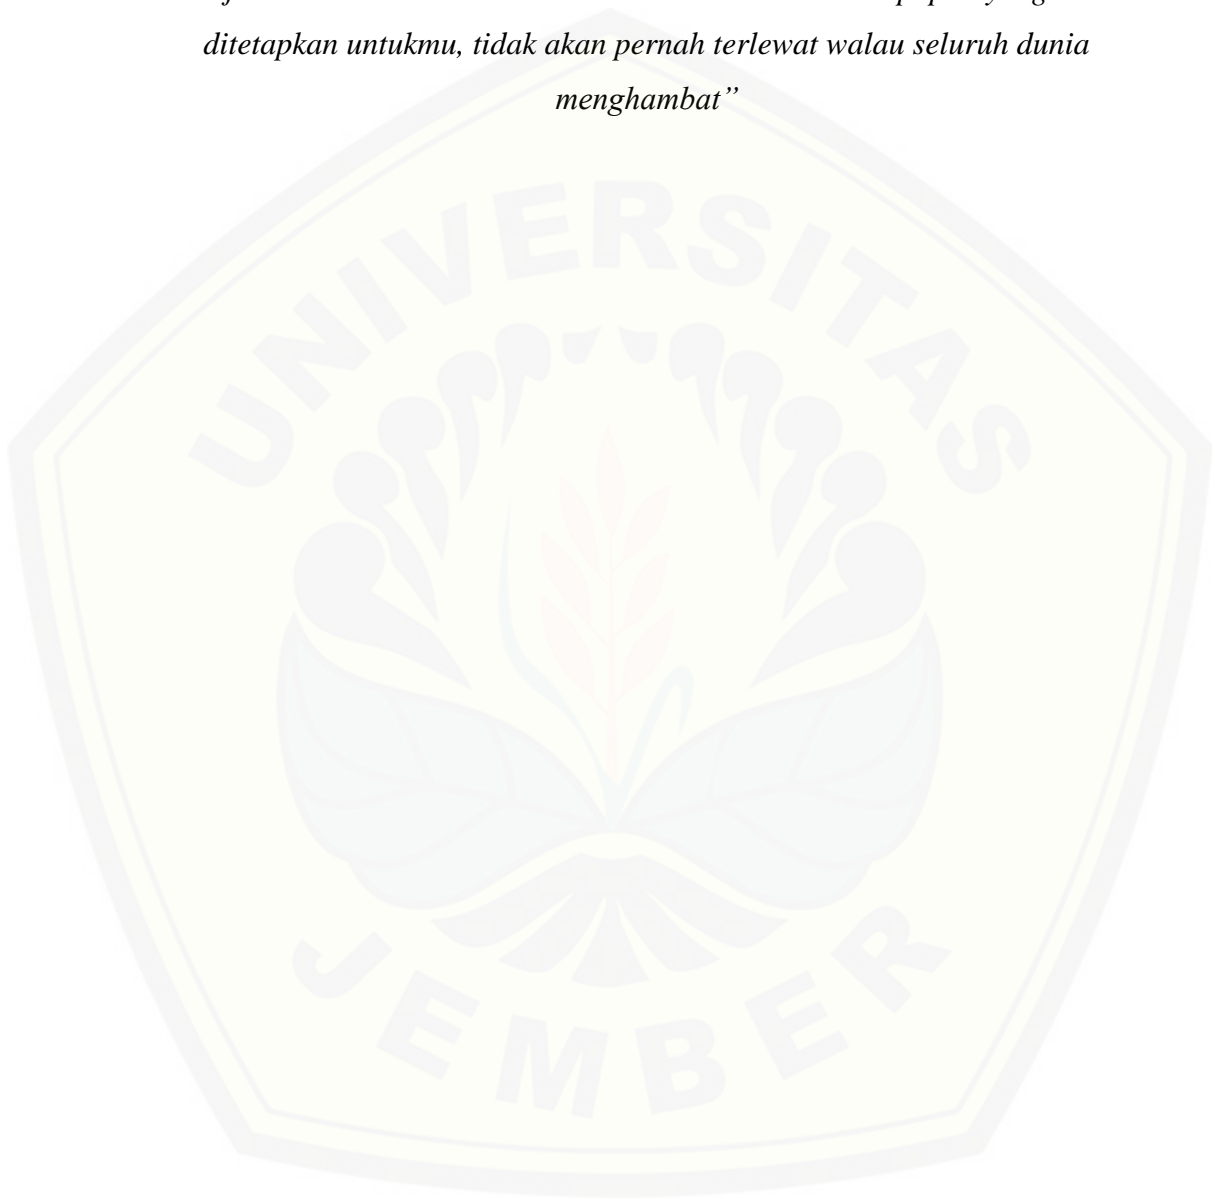 ditetapkan untukmu, tidak akan pernah terlewat walau seluruh dunia
menghambat”
UNIVERSITAS
JEMBER